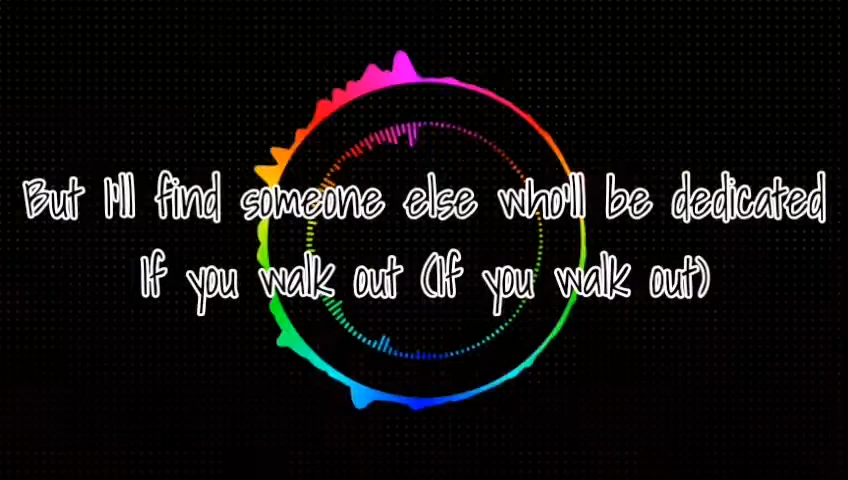 But I'll find someone else who'll be dedicated
If you walk out (If you walk out)